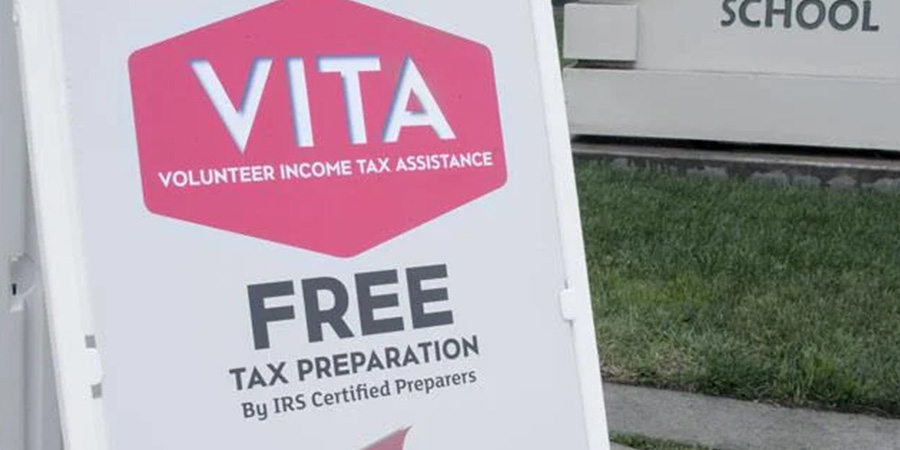 VITA
VOLUNTEER INCOME TAX ASSISTANCE
FREE
TAX PREPARATION
By IRS Certified Preparers
SCHOOL